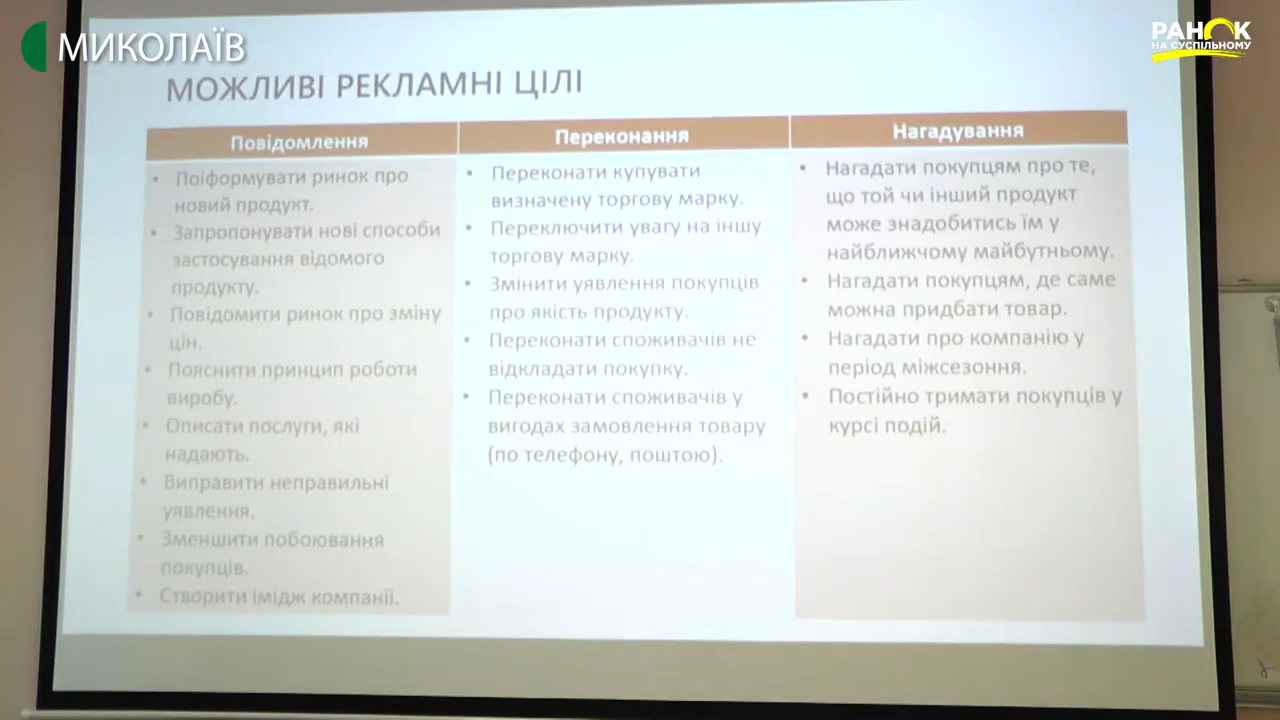 МИКОЛАЇВ
РАНОК
НА СУСПІЛЬНОМУ
МОЖЛИВІ РЕКЛАМНІ ЦІЛІ
Повідомлення
• Поіформувати ринок про
новий продукт.
• Запропонувати нові способи
застосування відомого
продукту.
• Повідомити ринок про зміну
цін.
• Пояснити принцип роботи
виробу.
• Описати послуги, які
надають.
• Виправити неправильні
уявлення.
• Зменшити побоювання
покупців.
• Створити імідж компанії.
Переконання
• Переконати купувати
визначену торгову марку.
• Переключити увагу на іншу
торгову марку.
• Змінити уявлення покупців
про якість продукту.
• Переконати споживачів не
відкладати покупку.
• Переконати споживачів у
вигодах замовлення товару
(по телефону, поштою).
Нагадування
• Нагадати покупцям про те,
що той чи інший продукт
може знадобитись їм у
найближчому майбутньому.
• Нагадати покупцям, де саме
можна придбати товар.
• Нагадати про компанію у
період міжсезоння.
• Постійно тримати покупців у
курсі подій.